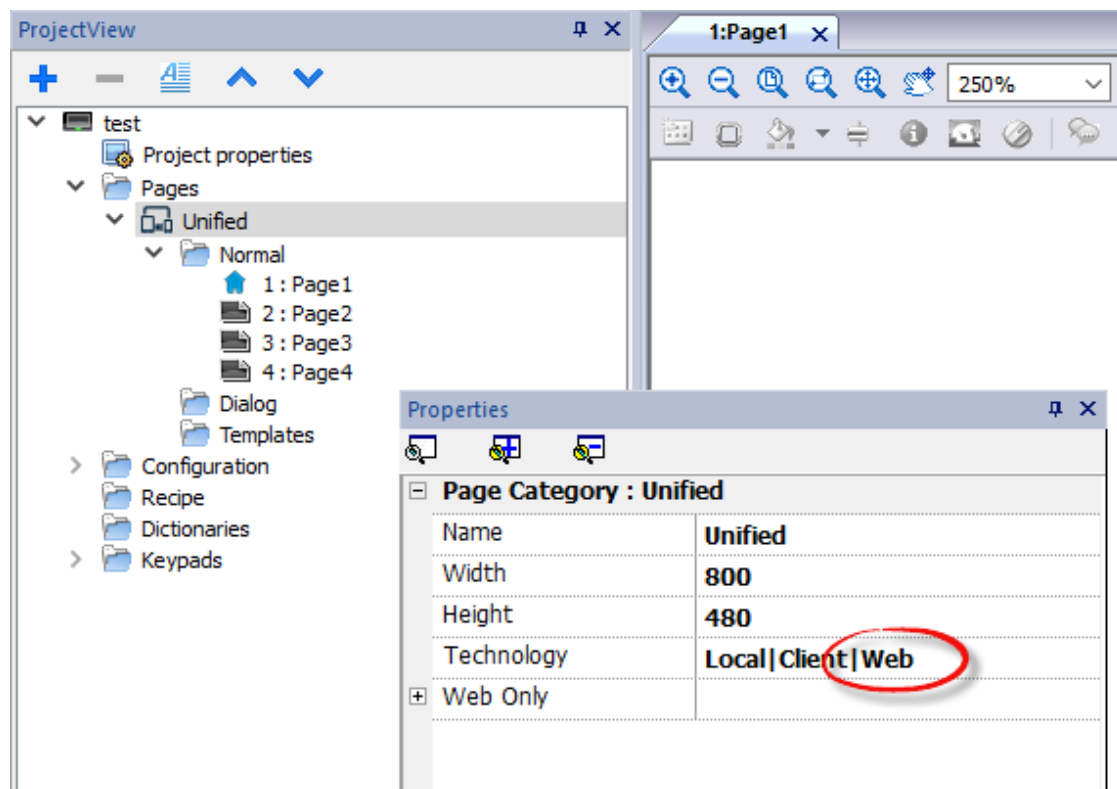 ProjectView
test
Project properties
Pages
Unified
Normal
1 : Page1
2 : Page2
3 : Page3
4 : Page4
Dialog
Templates
Configuration
Recipe
Dictionaries
Keypads
1:Page1
250%
Properties
Page Category : Unified
Name Unified
Width 800
Height 480
Technology Local|Client|Web
Web Only